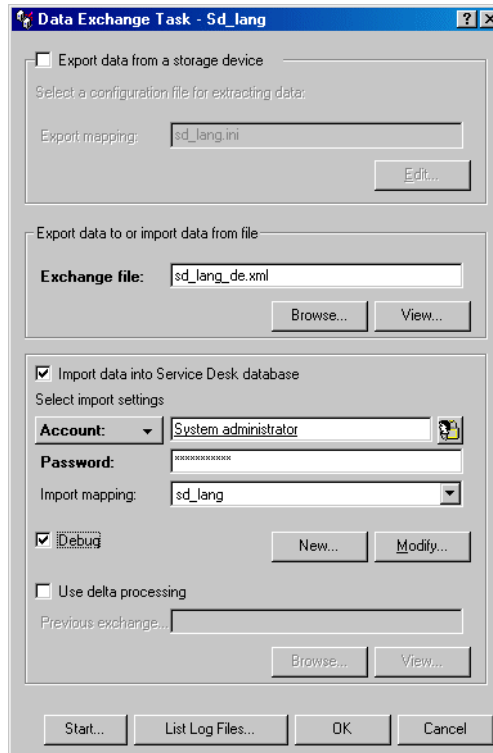 Data Exchange Task - Sd_lang
Export data from a storage device
Select a configuration file for extracting data:
Export mapping: sd_lang.ini
Edit...
Export data to or import data from file
Exchange file: sd_lang_de.xml
Browse... View...
Import data into Service Desk database
Select import settings
Account: System administrator
Password: ***********
Import mapping: sd_lang
Debug New... Modify...
Use delta processing
Previous exchange...
Browse... View...
Start... List Log Files... OK Cancel